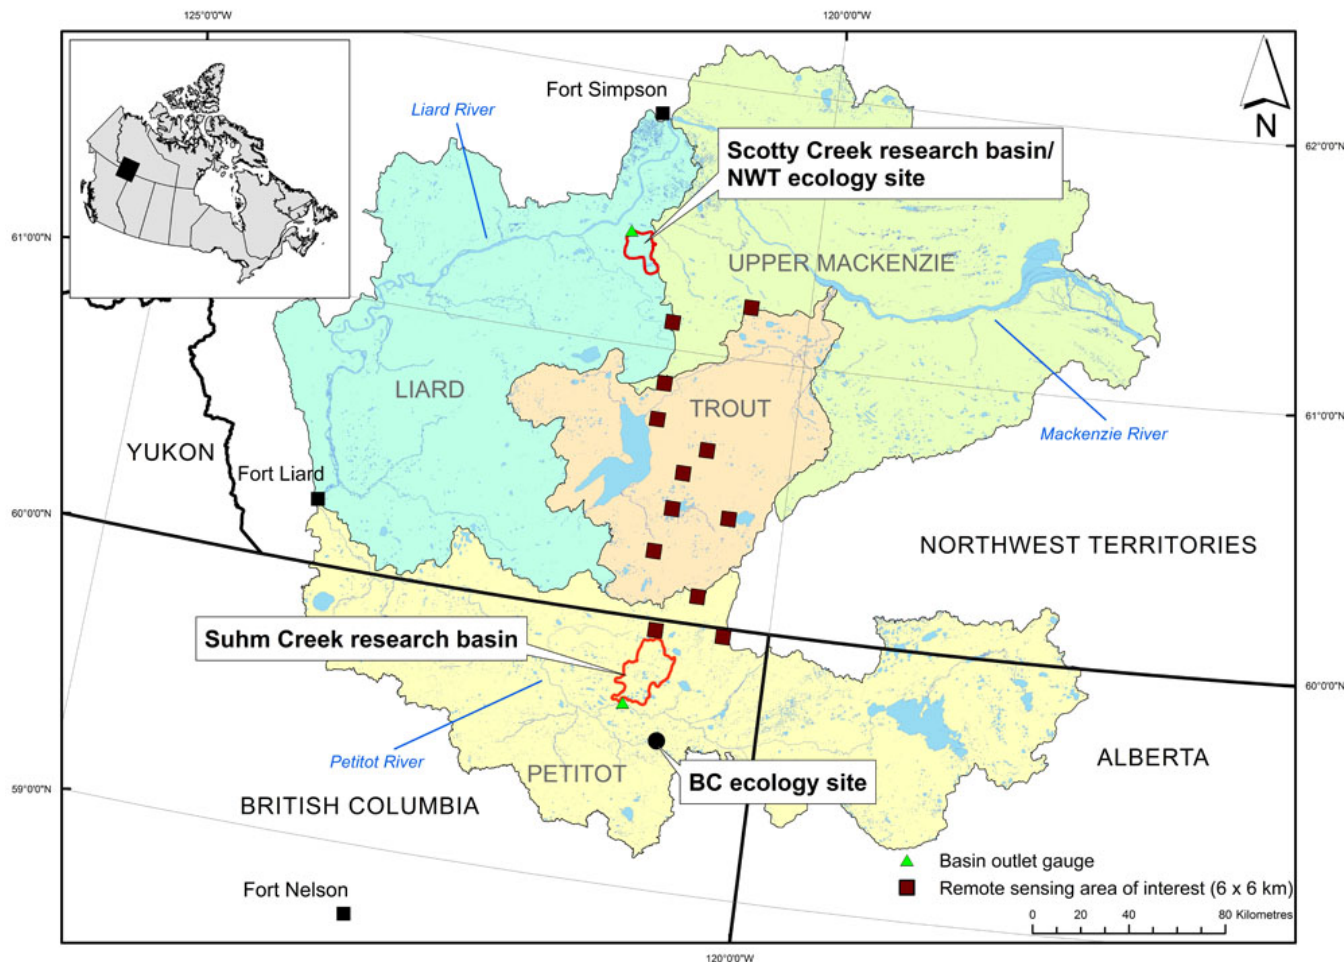 125°0'0"W
120°0'0"W
Fort Simpson
Liard River
N
Scotty Creek research basin/
NWT ecology site
62°0'0"N
61°0'0"N
UPPER MACKENZIE
LIARD
TROUT
61°0'0"N
Mackenzie River
YUKON
Fort Liard
60°0'0"N
NORTHWEST TERRITORIES
Suhm Creek research basin
60°0'0"N
Petitot River
PETITOT
BC ecology site
ALBERTA
59°0'0"N
BRITISH COLUMBIA
Basin outlet gauge
Fort Nelson
Remote sensing area of interest (6 x 6 km)
0 20 40 80 Kilometres
120°0'0"W